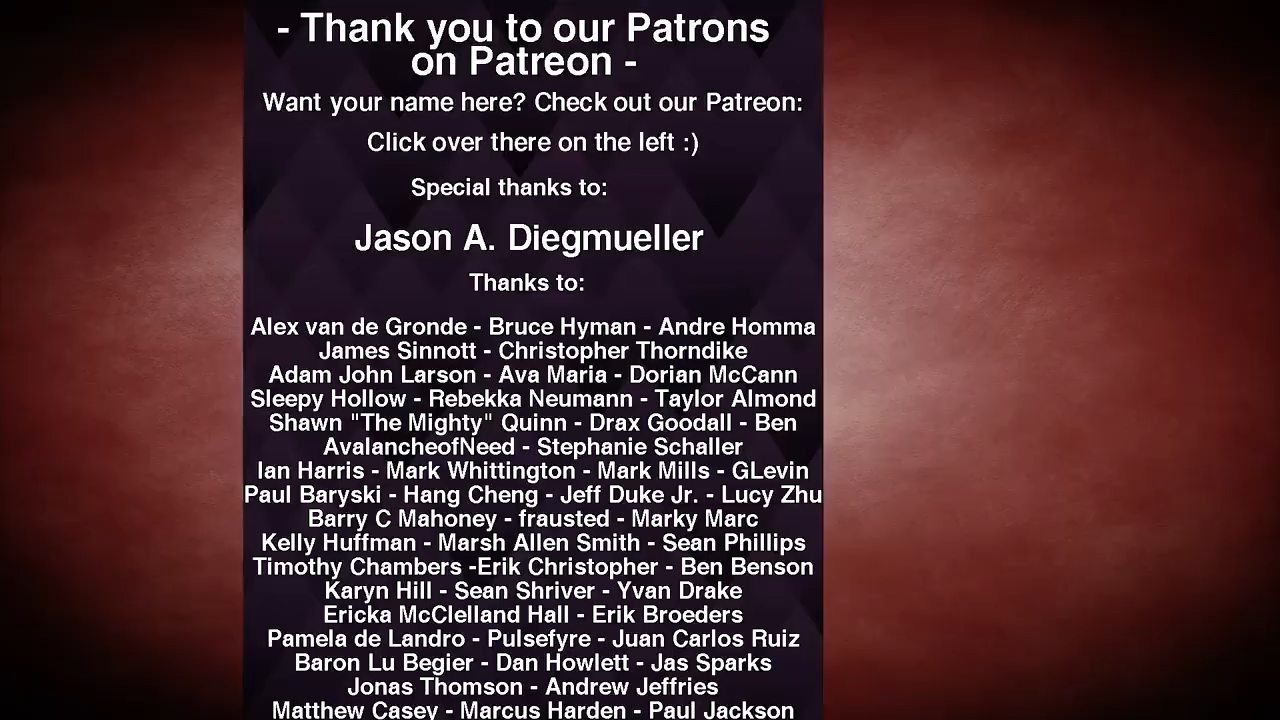 - Thank you to our Patrons
on Patreon -
Want your name here? Check out our Patreon:
Click over there on the left :)
Special thanks to:
Jason A. Diegmueller
Thanks to:
Alex van de Gronde - Bruce Hyman - Andre Homma
James Sinnott - Christopher Thorndike
Adam John Larson - Ava Maria - Dorian McCann
Sleepy Hollow - Rebekka Neumann - Taylor Almond
Shawn "The Mighty" Quinn - Drax Goodall - Ben
AvalancheofNeed - Stephanie Schaller
Ian Harris - Mark Whittington - Mark Mills - GLevin
Paul Baryski - Hang Cheng - Jeff Duke Jr. - Lucy Zhu
Barry C Mahoney - frausted - Marky Marc
Kelly Huffman - Marsh Allen Smith - Sean Phillips
Timothy Chambers -Erik Christopher - Ben Benson
Karyn Hill - Sean Shriver - Yvan Drake
Ericka McClelland Hall - Erik Broeders
Pamela de Landro - Pulsefyre - Juan Carlos Ruiz
Baron Lu Begier - Dan Howlett - Jas Sparks
Jonas Thomson - Andrew Jeffries
Matthew Casey - Marcus Harden - Paul Jackson